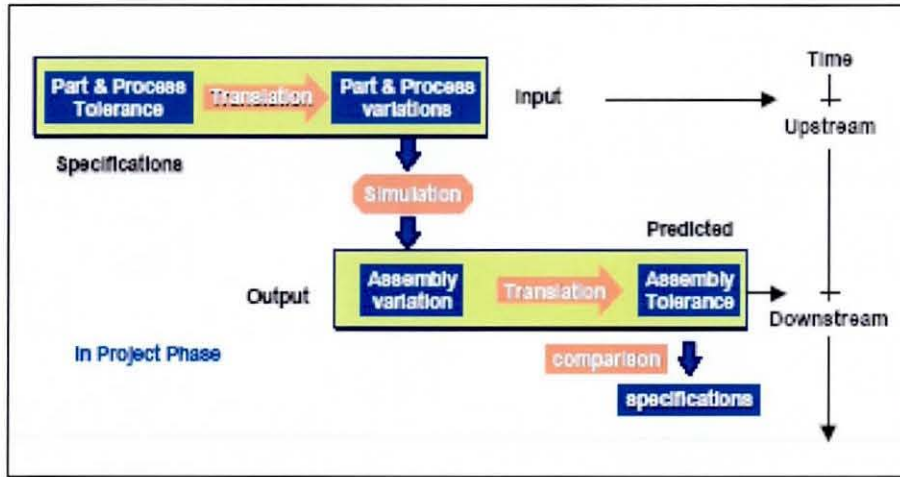 Time
Part & Process
Tolerance
Translation
Part & Process
variations
Input
Upstream
Specifications
Simulation
Predicted
Output
Assembly
variation
Translation
Assembly
Tolerance
Downstream
In Project Phase
comparison
specifications